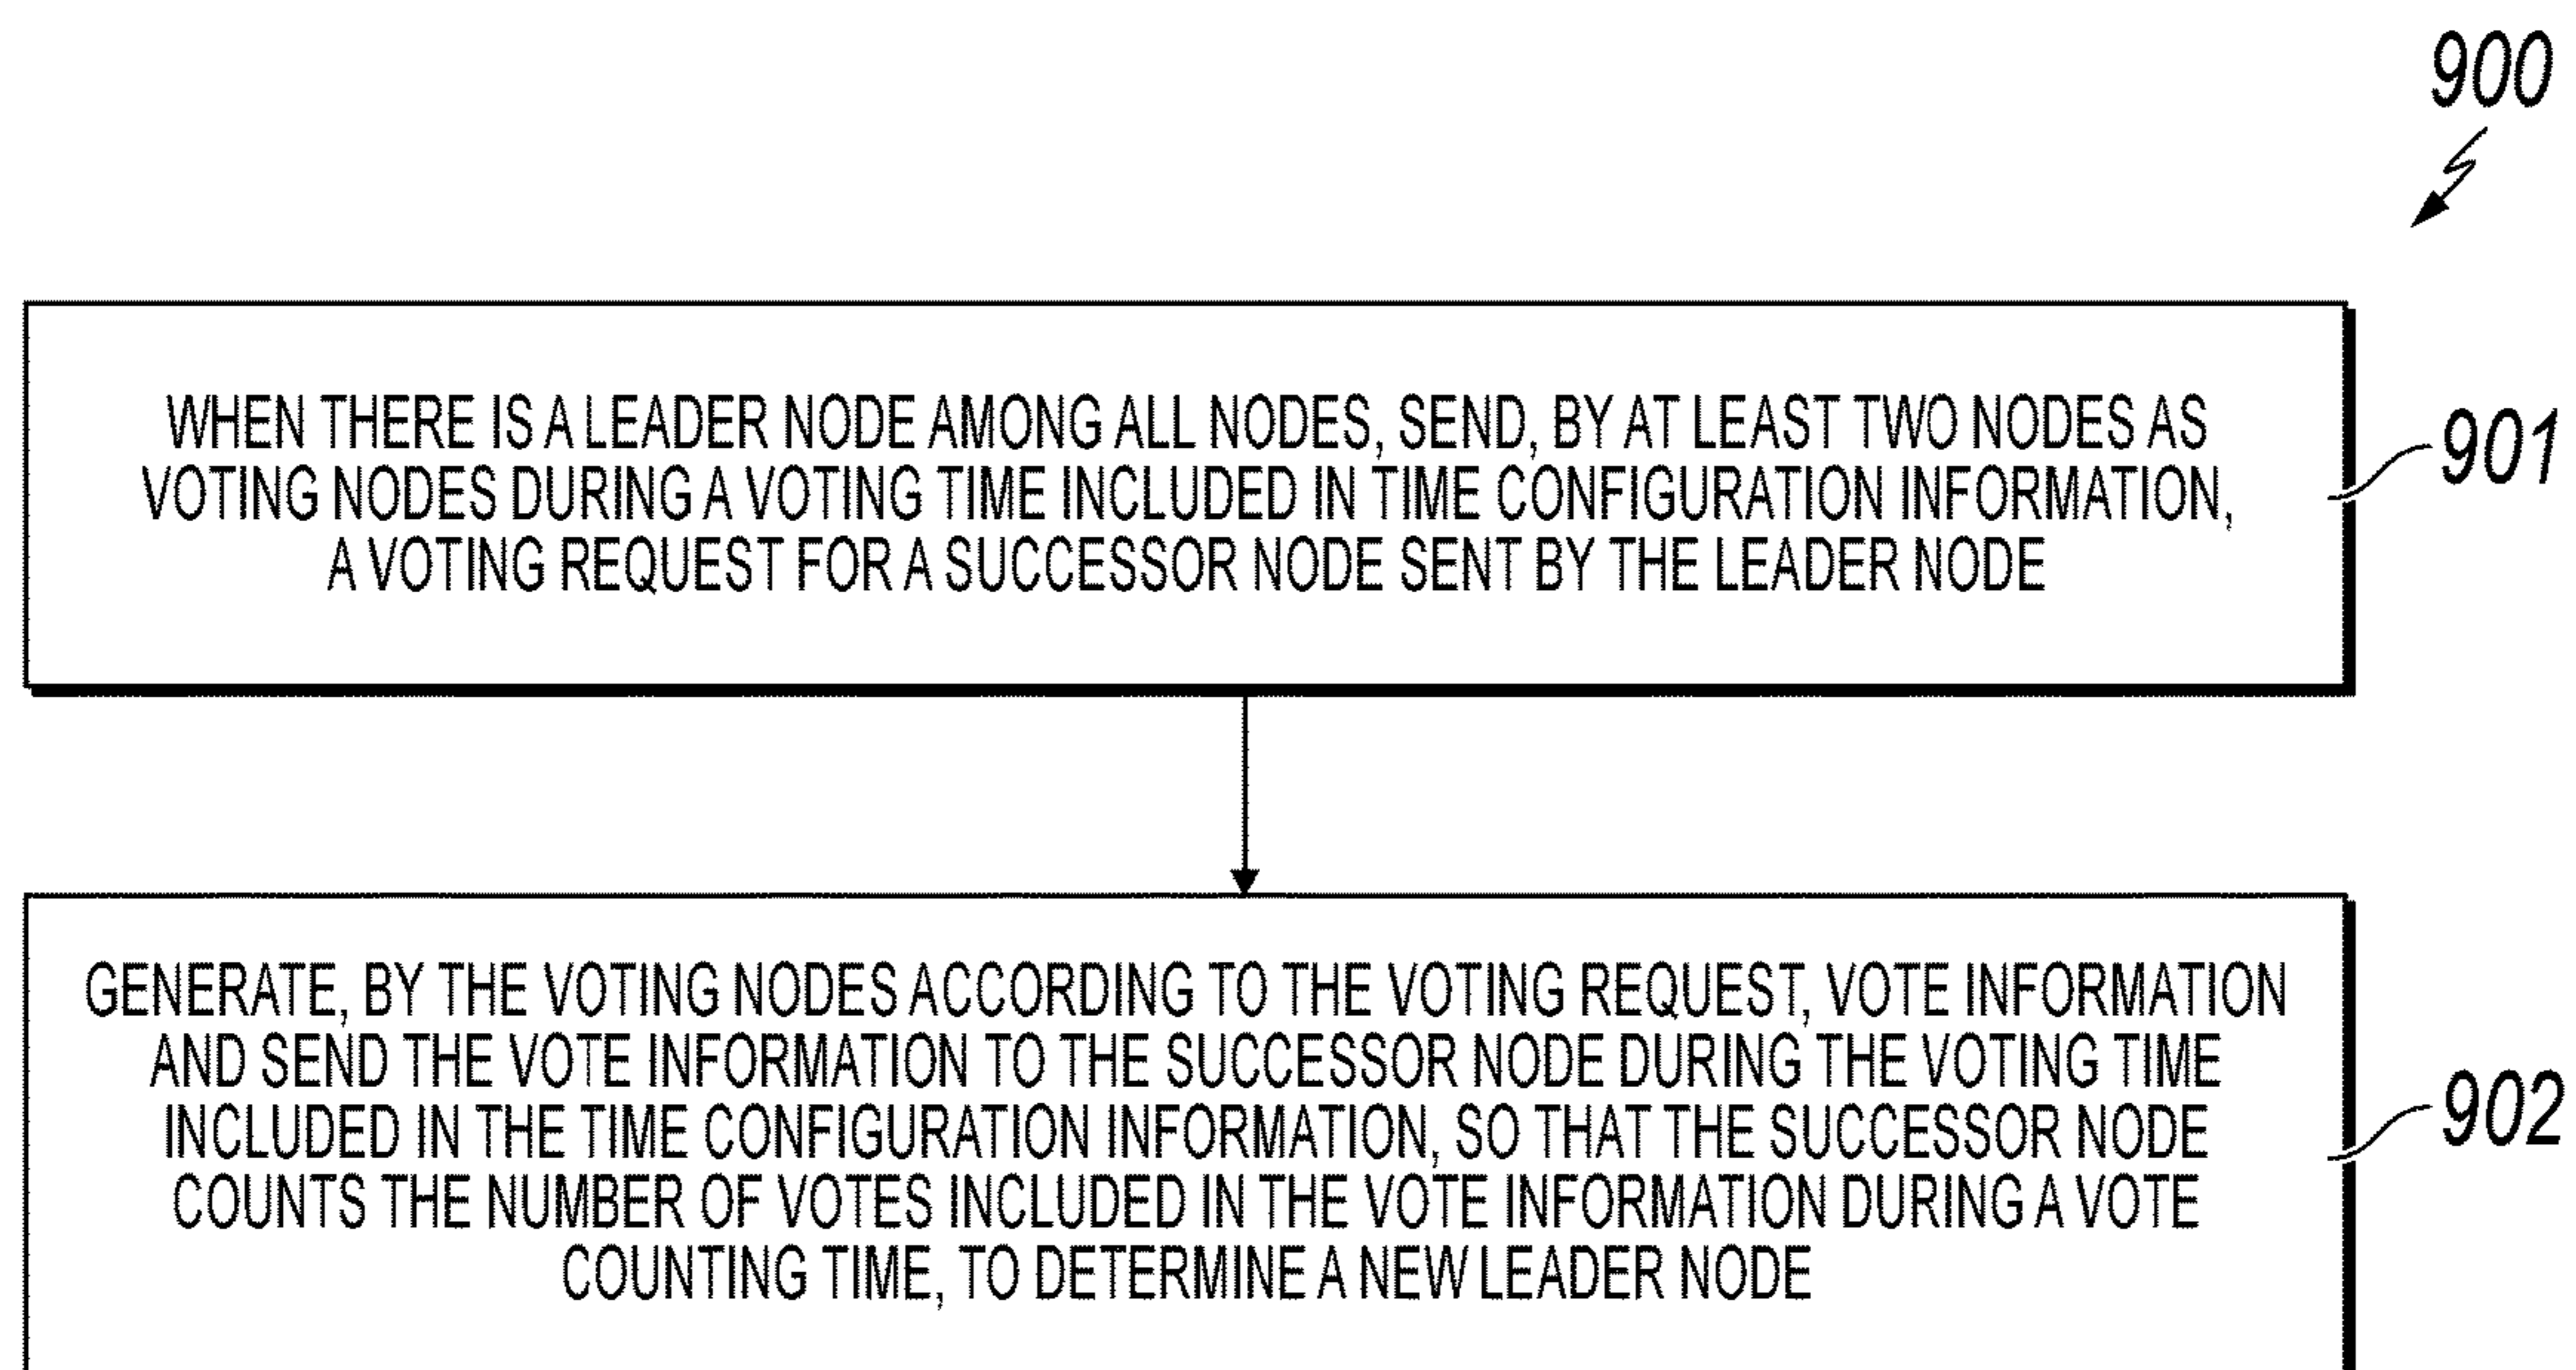 900
WHEN THERE IS A LEADER NODE AMONG ALL NODES, SEND, BY AT LEAST TWO NODES AS
VOTING NODES DURING A VOTING TIME INCLUDED IN TIME CONFIGURATION INFORMATION,
A VOTING REQUEST FOR A SUCCESSOR NODE SENT BY THE LEADER NODE
901
GENERATE, BY THE VOTING NODES ACCORDING TO THE VOTING REQUEST, VOTE INFORMATION
AND SEND THE VOTE INFORMATION TO THE SUCCESSOR NODE DURING THE VOTING TIME
INCLUDED IN THE TIME CONFIGURATION INFORMATION, SO THAT THE SUCCESSOR NODE
COUNTS THE NUMBER OF VOTES INCLUDED IN THE VOTE INFORMATION DURING A VOTE
COUNTING TIME, TO DETERMINE A NEW LEADER NODE
902